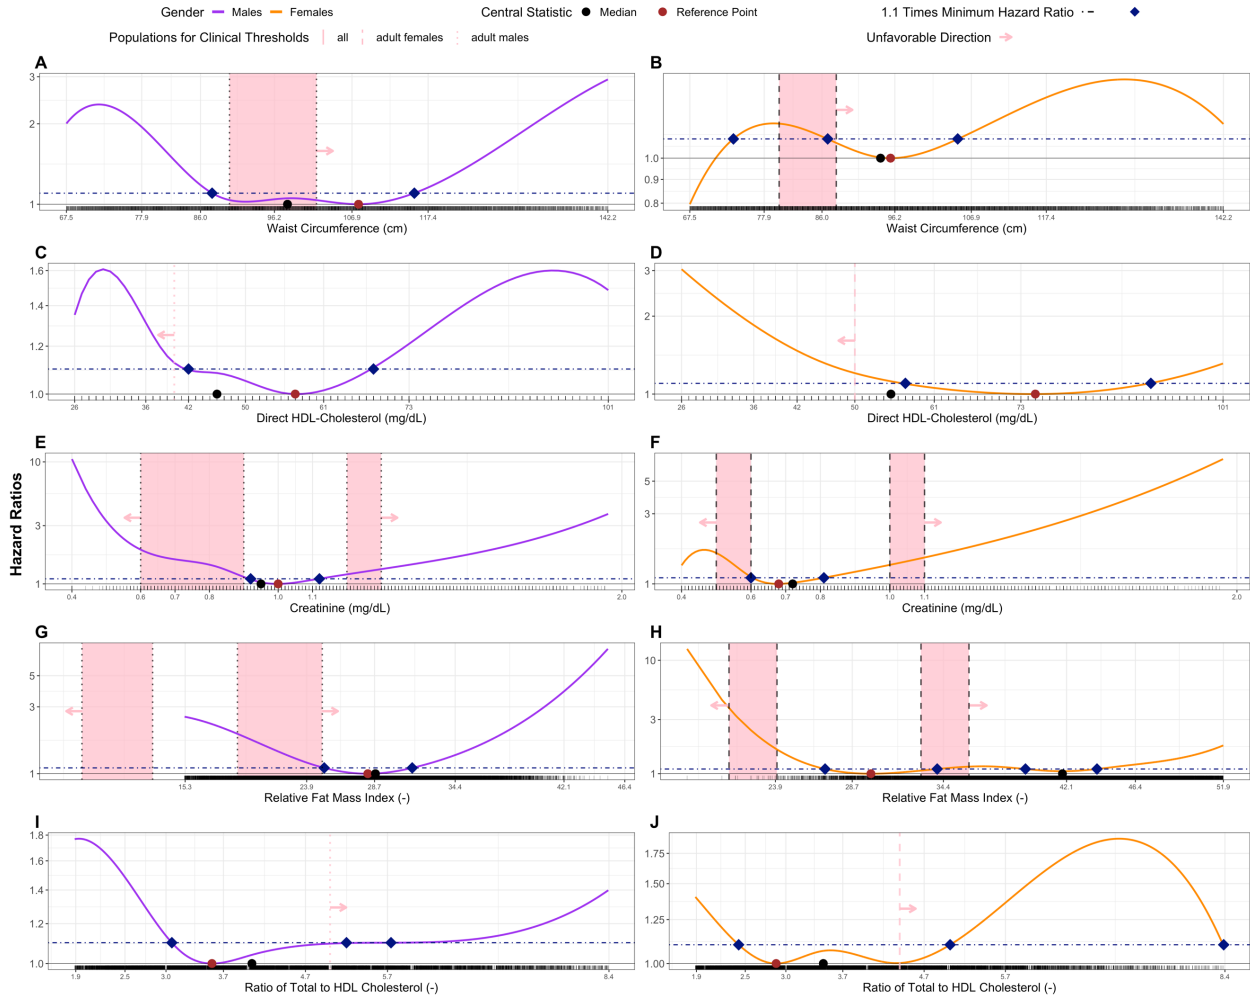 Gender Males Females Central Statistic Median Reference Point 1.1 Times Minimum Hazard Ratio
Populations for Clinical Thresholds all adult females adult males Unfavorable Direction
A B
3
2
1
67.5 77.9 86.0 96.2 106.9 117.4 142.2
Waist Circumference (cm)
1.0
0.9
0.8
67.5 77.9 86.0 96.2 106.9 117.4 142.2
Waist Circumference (cm)
C D
1.6
1.4
1.2
1.0
26 36 42 50 61 73 101
Direct HDL-Cholesterol (mg/dL)
3
2
1
26 36 42 50 61 73 101
Direct HDL-Cholesterol (mg/dL)
Hazard Ratios
E F
10
3
1
0.4 0.6 0.7 0.8 1.0 1.1 2.0
Creatinine (mg/dL)
5
3
1
0.4 0.6 0.7 0.8 1.0 1.1 2.0
Creatinine (mg/dL)
G H
5
3
1
15.3 23.9 28.7 34.4 42.1 46.4
Relative Fat Mass Index (-)
10
3
1
23.9 28.7 34.4 42.1 46.4 51.9
Relative Fat Mass Index (-)
I J
1.8
1.6
1.4
1.2
1.0
1.9 2.5 3.0 3.7 4.7 5.7 8.4
Ratio of Total to HDL Cholesterol (-)
1.75
1.50
1.25
1.00
1.9 2.5 3.0 3.7 4.7 5.7 8.4
Ratio of Total to HDL Cholesterol (-)